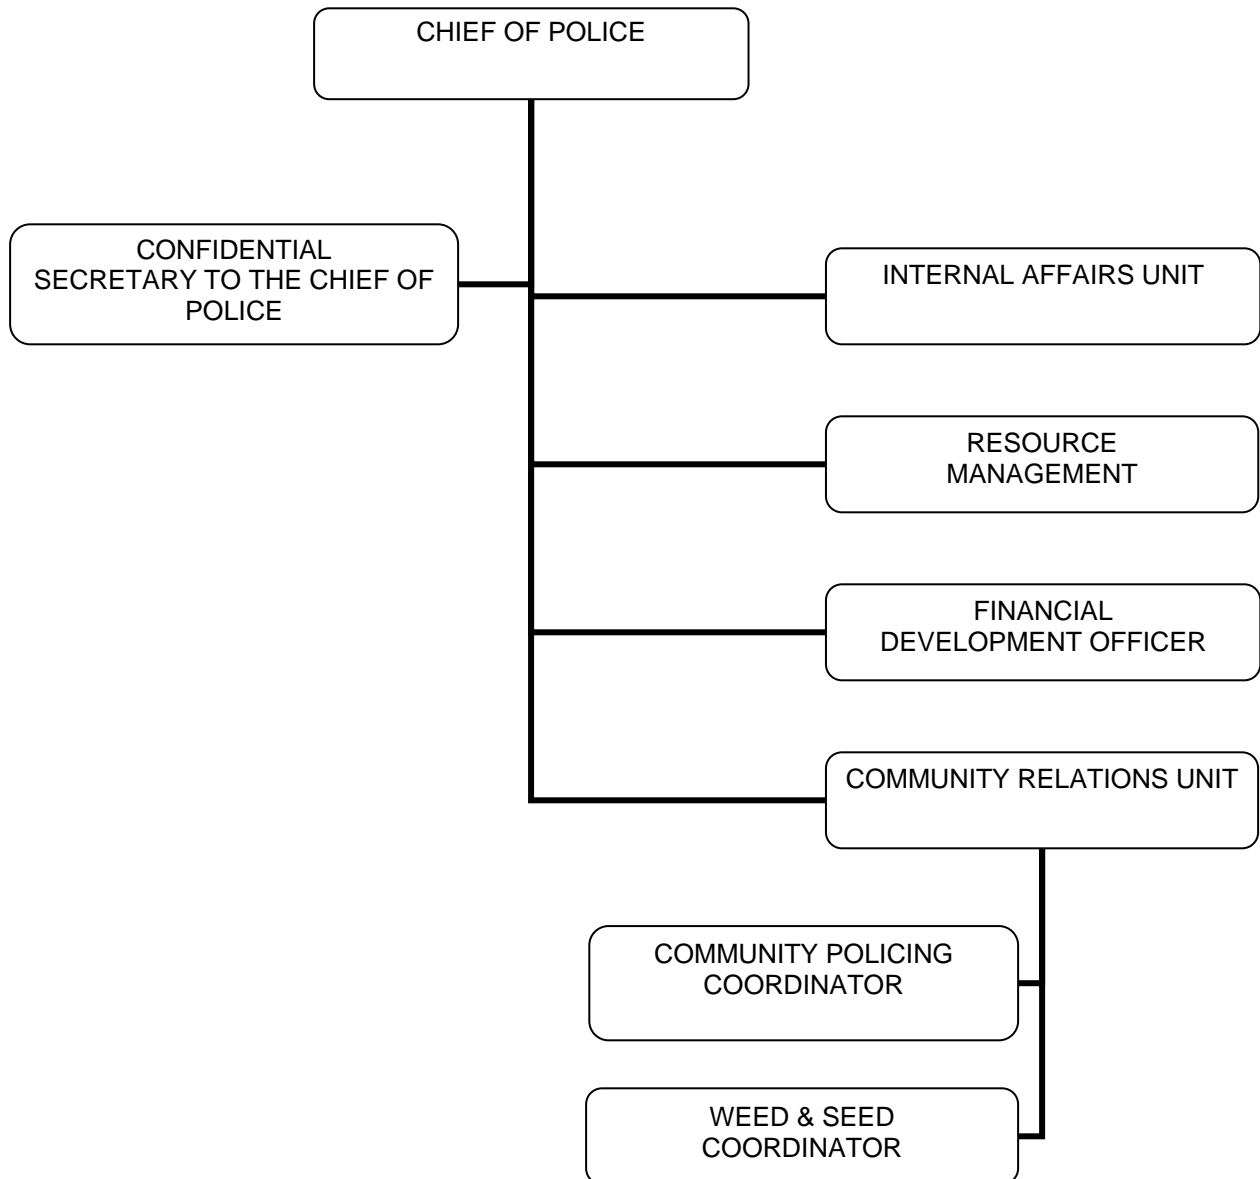 CHIEF OF POLICE
CONFIDENTIAL
SECRETARY TO THE CHIEF OF
POLICE
INTERNAL AFFAIRS UNIT
RESOURCE
MANAGEMENT
FINANCIAL
DEVELOPMENT OFFICER
COMMUNITY RELATIONS UNIT
COMMUNITY POLICING
COORDINATOR
WEED & SEED
COORDINATOR